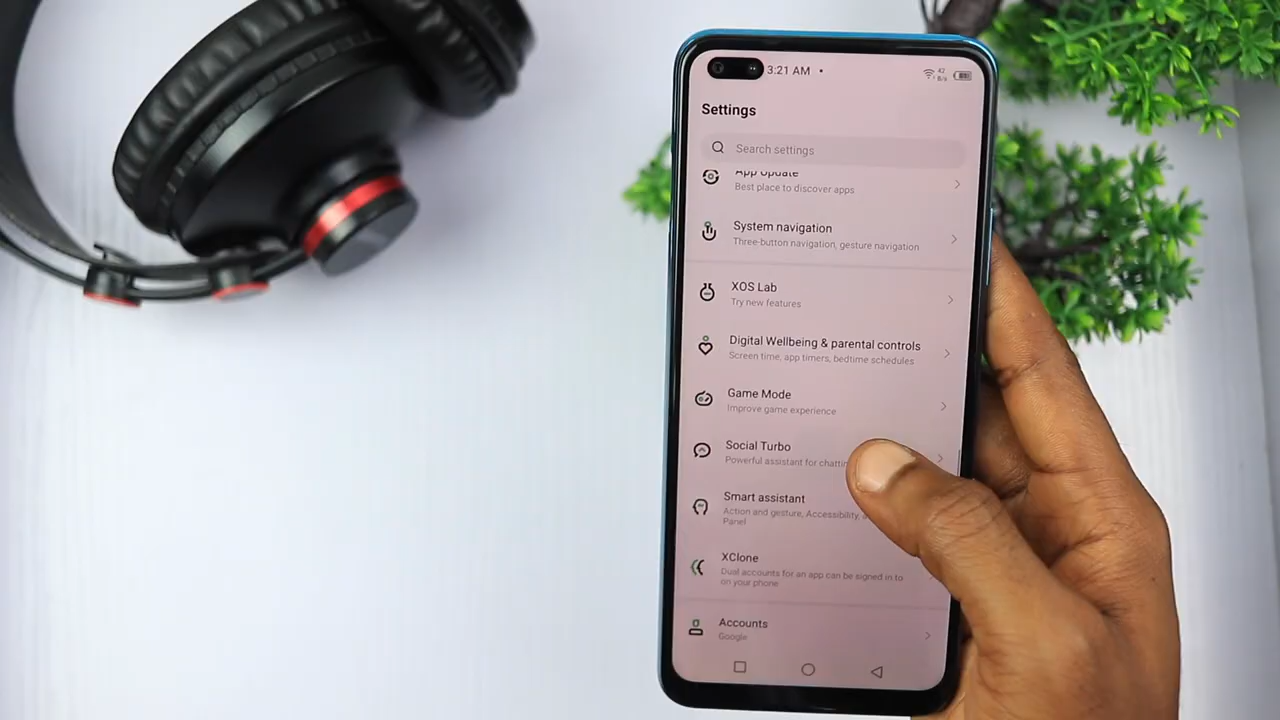 3:21 AM
42
B/s
Settings
Search settings
App Update
Best place to discover apps
System navigation
Three-button navigation, gesture navigation
XOS Lab
Try new features
Digital Wellbeing & parental controls
Screen time, app timers, bedtime schedules
Game Mode
Improve game experience
Social Turbo
Powerful assistant for
Smart assistant
Action and gesture, Accessibility,
Panel
XClone
Dual accounts for an app can be signed in to
on your phone
Accounts
Google